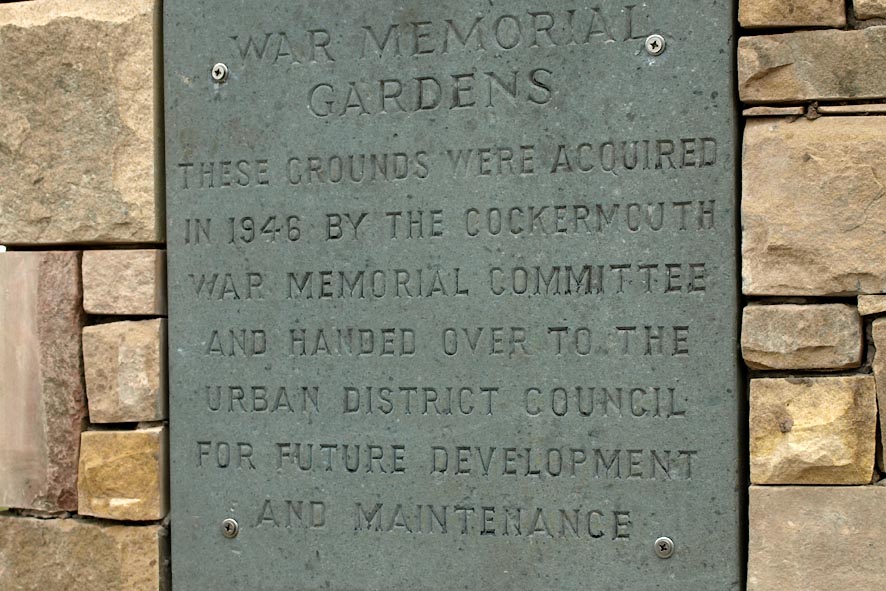 WAR MEMORIAL
GARDENS
THESE GROUNDS WERE ACQUIRED
IN 1946 BY THE COCKERMOUTH
WAR MEMORIAL COMMITTEE
AND HANDED OVER TO THE
URBAN DISTRICT COUNCIL
FOR FUTURE DEVELOPMENT
AND MAINTENANCE